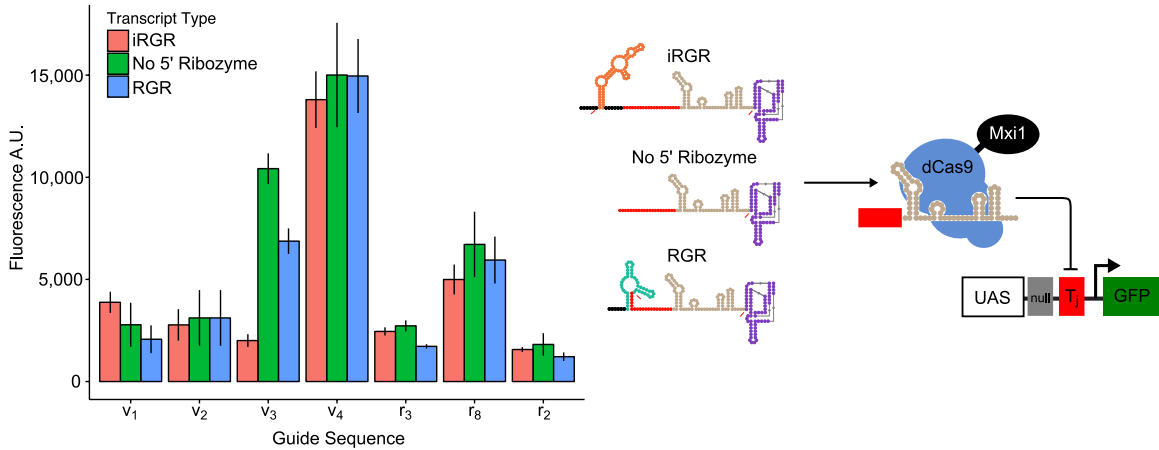 Transcript Type
iRGR
No 5' Ribozyme
RGR
Fluorescence A.U.
15,000
10,000
5,000
0
v1 v2 v3 v4 r3 r8 r2
Guide Sequence
iRGR
No 5' Ribozyme
RGR
Mxi1
dCas9
UAS null Tj GFP